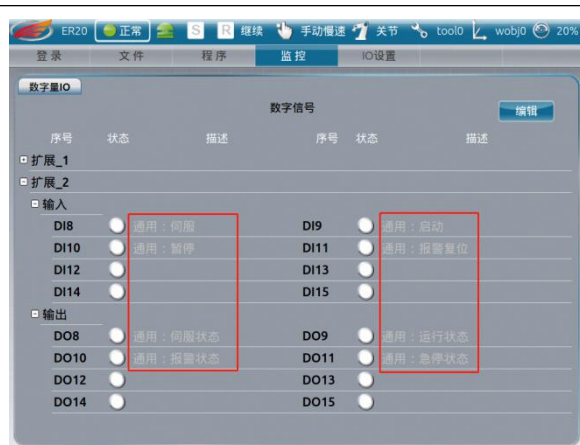 ER20 正常 S R 继续 手动慢速 关节 tool0 wobj0 20%
登录 文件 程序 监控 IO设置
数字量IO
数字信号
编辑
序号 状态 描述 序号 状态 描述
扩展_1
扩展_2
输入
DI8 通用：伺服 DI9 通用：启动
DI10 通用：暂停 DI11 通用：报警复位
DI12 DI13
DI14 DI15
输出
DO8 通用：伺服状态 DO9 通用：运行状态
DO10 通用：报警状态 DO11 通用：急停状态
DO12 DO13
DO14 DO15